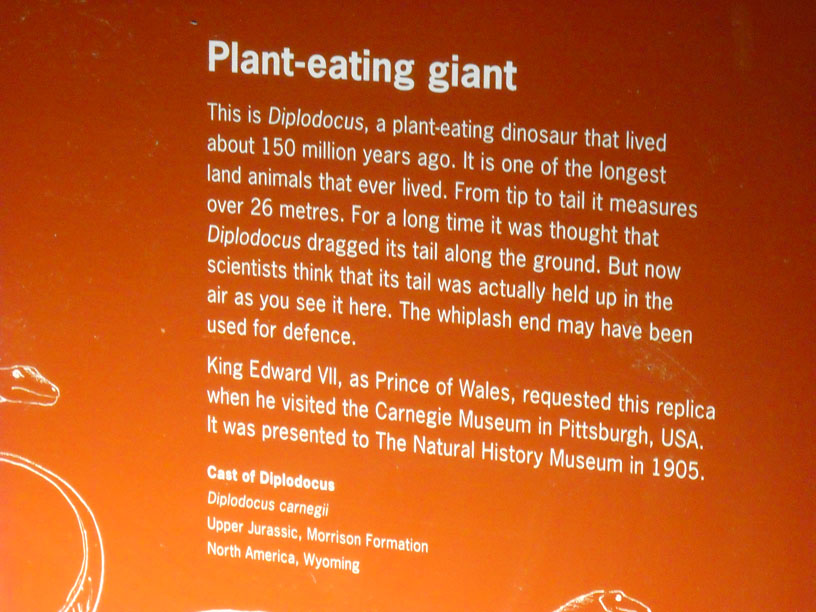 Plant-eating giant
This is Diplodocus, a plant-eating dinosaur that lived
about 150 million years ago. It is one of the longest
land animals that ever lived. From tip to tail it measures
over 26 metres. For a long time it was thought that
Diplodocus dragged its tail along the ground. But now
scientists think that its tail was actually held up in the
air as you see it here. The whiplash end may have been
used for defence.
King Edward VII, as Prince of Wales, requested this replica
when he visited the Carnegie Museum in Pittsburgh, USA.
It was presented to The Natural History Museum in 1905.
Cast of Diplodocus
Diplodocus carnegii
Upper Jurassic, Morrison Formation
North America, Wyoming